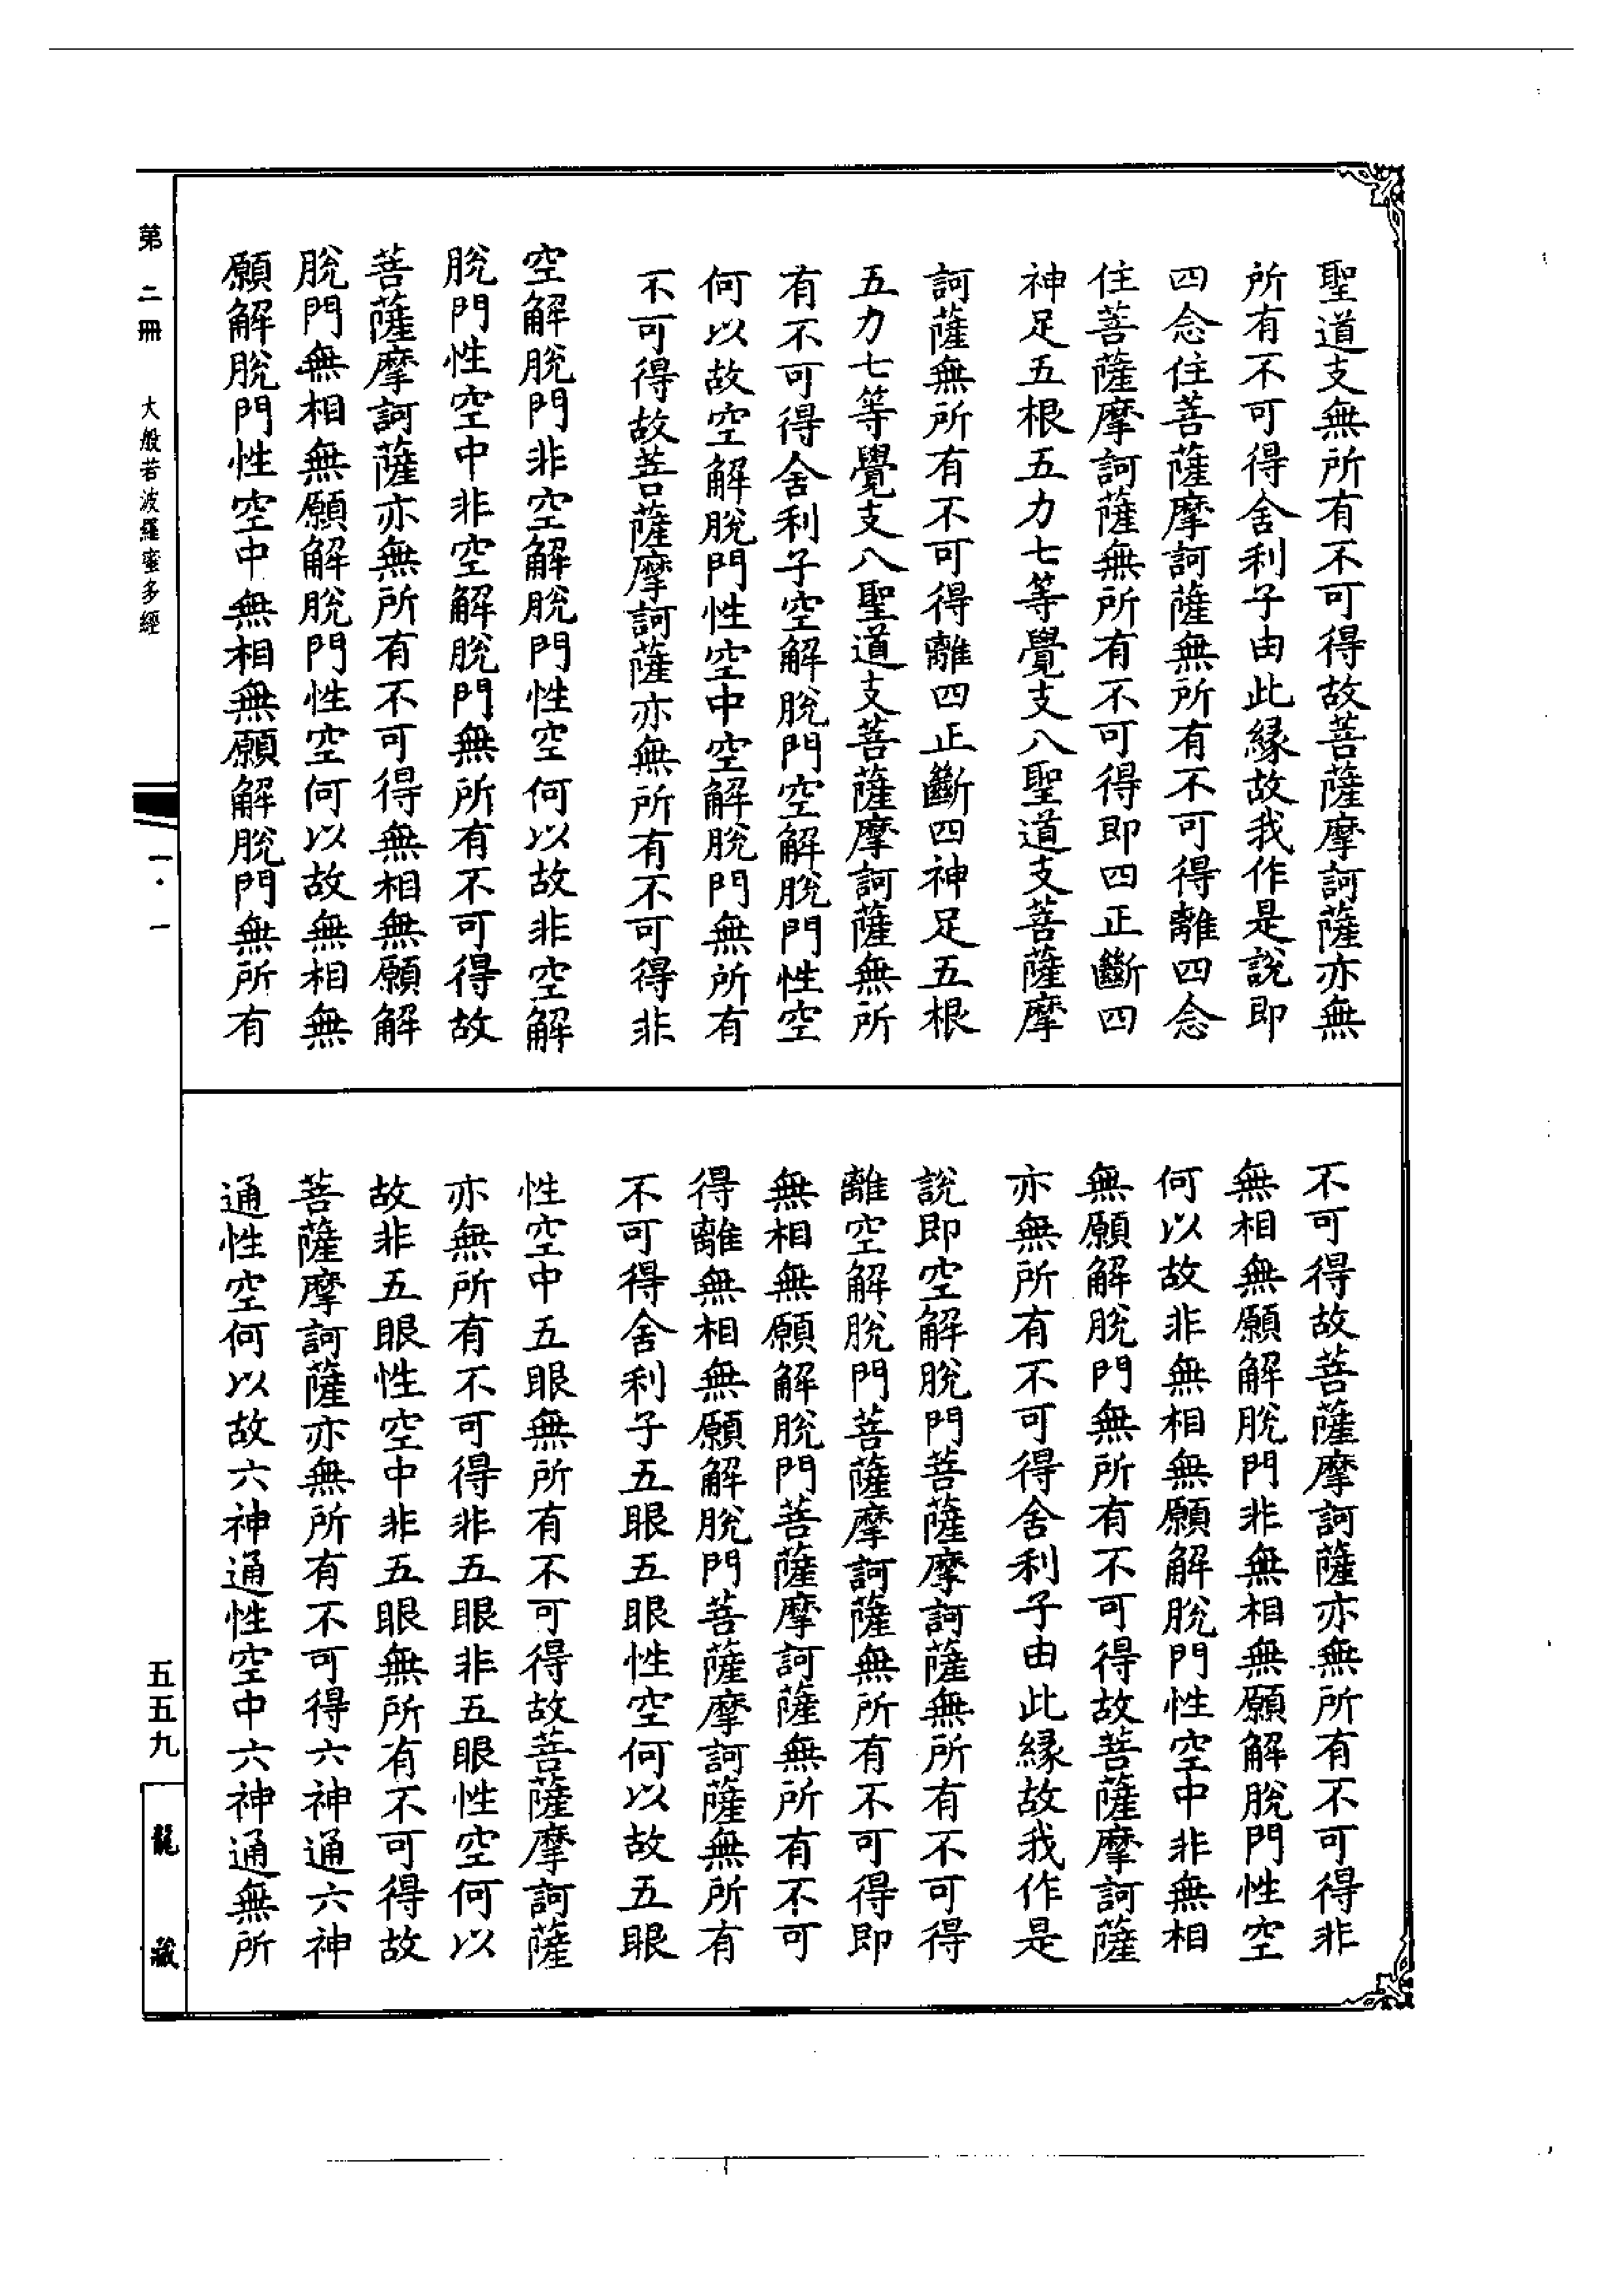 聖道支無所有不可得故菩薩摩訶薩亦無
所有不可得舍利子由此緣故我作是說即
四念住菩薩摩訶薩無所有不可得離四念
住菩薩摩訶薩無所有不可得即四正斷四
神足五根五力七等覺支八聖道支菩薩摩
訶薩無所有不可得離四正斷四神足五根
五力七等覺支八聖道支菩薩摩訶薩無所
有不可得舍利子空解脫門空解脫門性空
何以故空解脫門性空中空解脫門無所有
不可得故菩薩摩訶薩亦無所有不可得非
空解脫門非空解脫門性空何以故非空解
脫門性空中非空解脫門無所有不可得故
菩薩摩訶薩亦無所有不可得無相無願解
脫門無相無願解脫門性空何以故無相無
願解脫門性空中無相無願解脫門無所有
不可得故菩薩摩訶薩亦無所有不可得非
無相無願解脫門非無相無願解脫門性空
何以故非無相無願解脫門性空中非無相
無願解脫門無所有不可得故菩薩摩訶薩
亦無所有不可得舍利子由此緣故我作是
說即空解脫門菩薩摩訶薩無所有不可得
離空解脫門菩薩摩訶薩無所有不可得即
無相無願解脫門菩薩摩訶薩無所有不可
得離無相無願解脫門菩薩摩訶薩無所有
不可得舍利子五眼五眼性空何以故五眼
性空中五眼無所有不可得故菩薩摩訶薩
亦無所有不可得非五眼非五眼性空何以
故非五眼性空中非五眼無所有不可得故
菩薩摩訶薩亦無所有不可得六神通六神
通性空何以故六神通性空中六神通無所
第二冊 大般若波羅蜜多經
一·一
五五九
龍藏